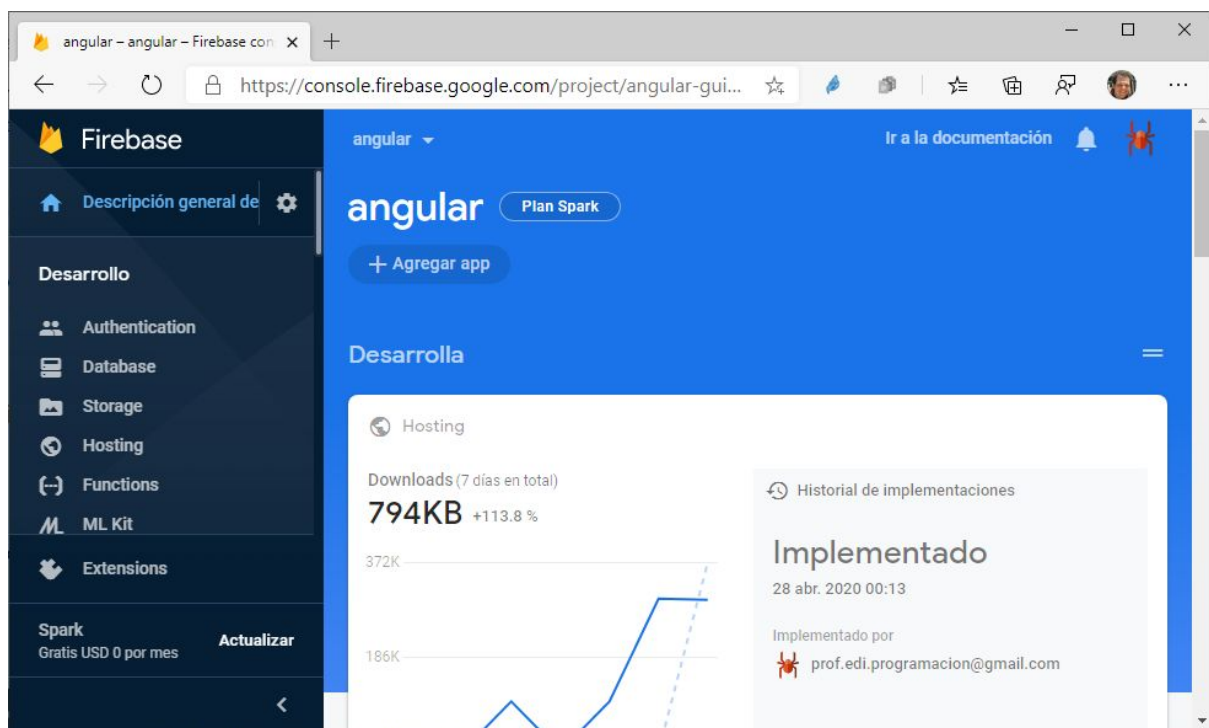 angular – angular – Firebase con
https://console.firebase.google.com/project/angular-gui...
Firebase
Descripción general de
Desarrollo
Authentication
Database
Storage
Hosting
Functions
ML Kit
Extensions
Spark
Gratis USD 0 por mes
Actualizar
angular
Ir a la documentación
angular
Plan Spark
+ Agregar app
Desarrolla
Hosting
Downloads (7 días en total)
794KB +113.8 %
372K
186K
Historial de implementaciones
Implementado
28 abr. 2020 00:13
Implementado por
prof.edi.programacion@gmail.com